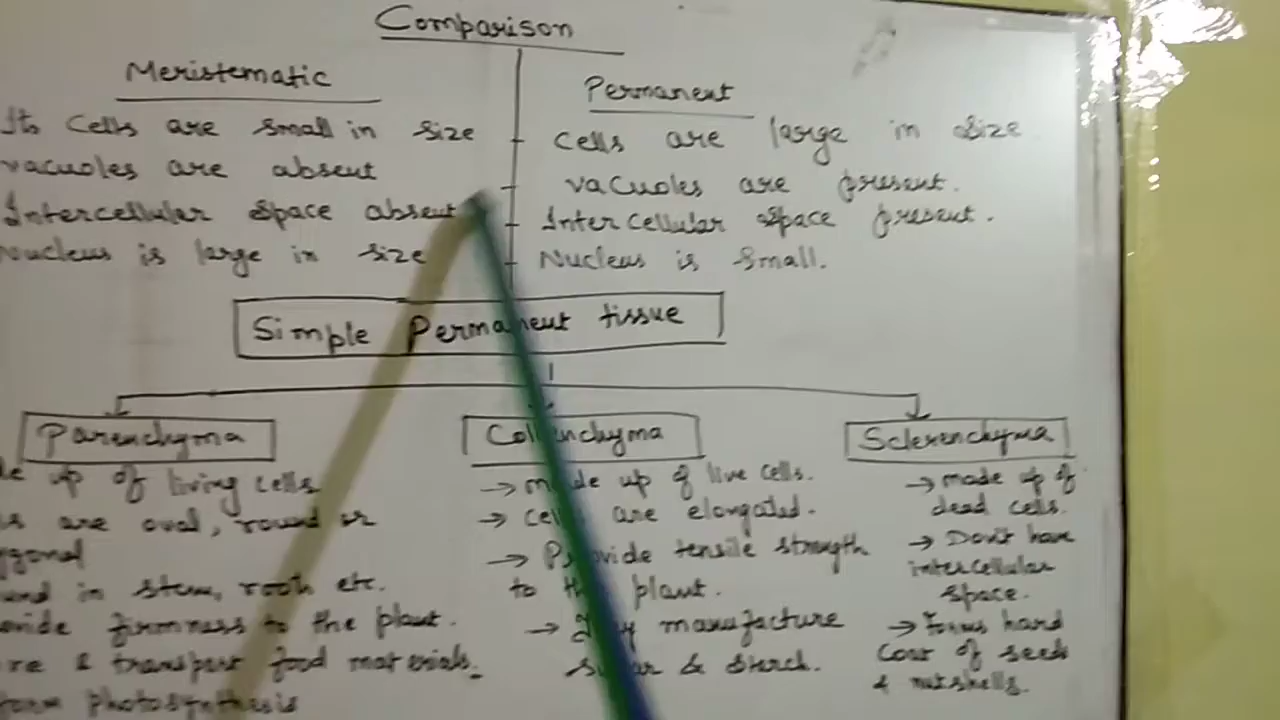 Comparison
Meristematic
Its cells are small in size
vacuoles are absent
Intercellular space absent
Nucleus is large in size
Permanent
Cells are large in size
vacuoles are present.
Inter cellular space present.
Nucleus is small.
Simple Permanent tissue
Parenchyma
up of living cells
are oval, round or
in stem, roots etc.
firmness to the plant.
& transport food materials.
photosynthesis
Collenchyma
→ made up of live cells.
→ cells are elongated.
→ Provide tensile strength
to the plant.
→ manufacture
& starch.
Sclerenchyma
→ made up of
dead cells.
→ Don't have
intercellular
space.
→ Forms hard
Coat of seeds
& nutshells.